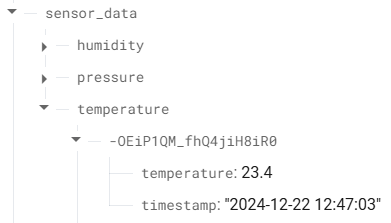 sensor_data
humidity
pressure
temperature
-OEiP1QM_fhQ4jiH8iR0
temperature: 23.4
timestamp: "2024-12-22 12:47:03"